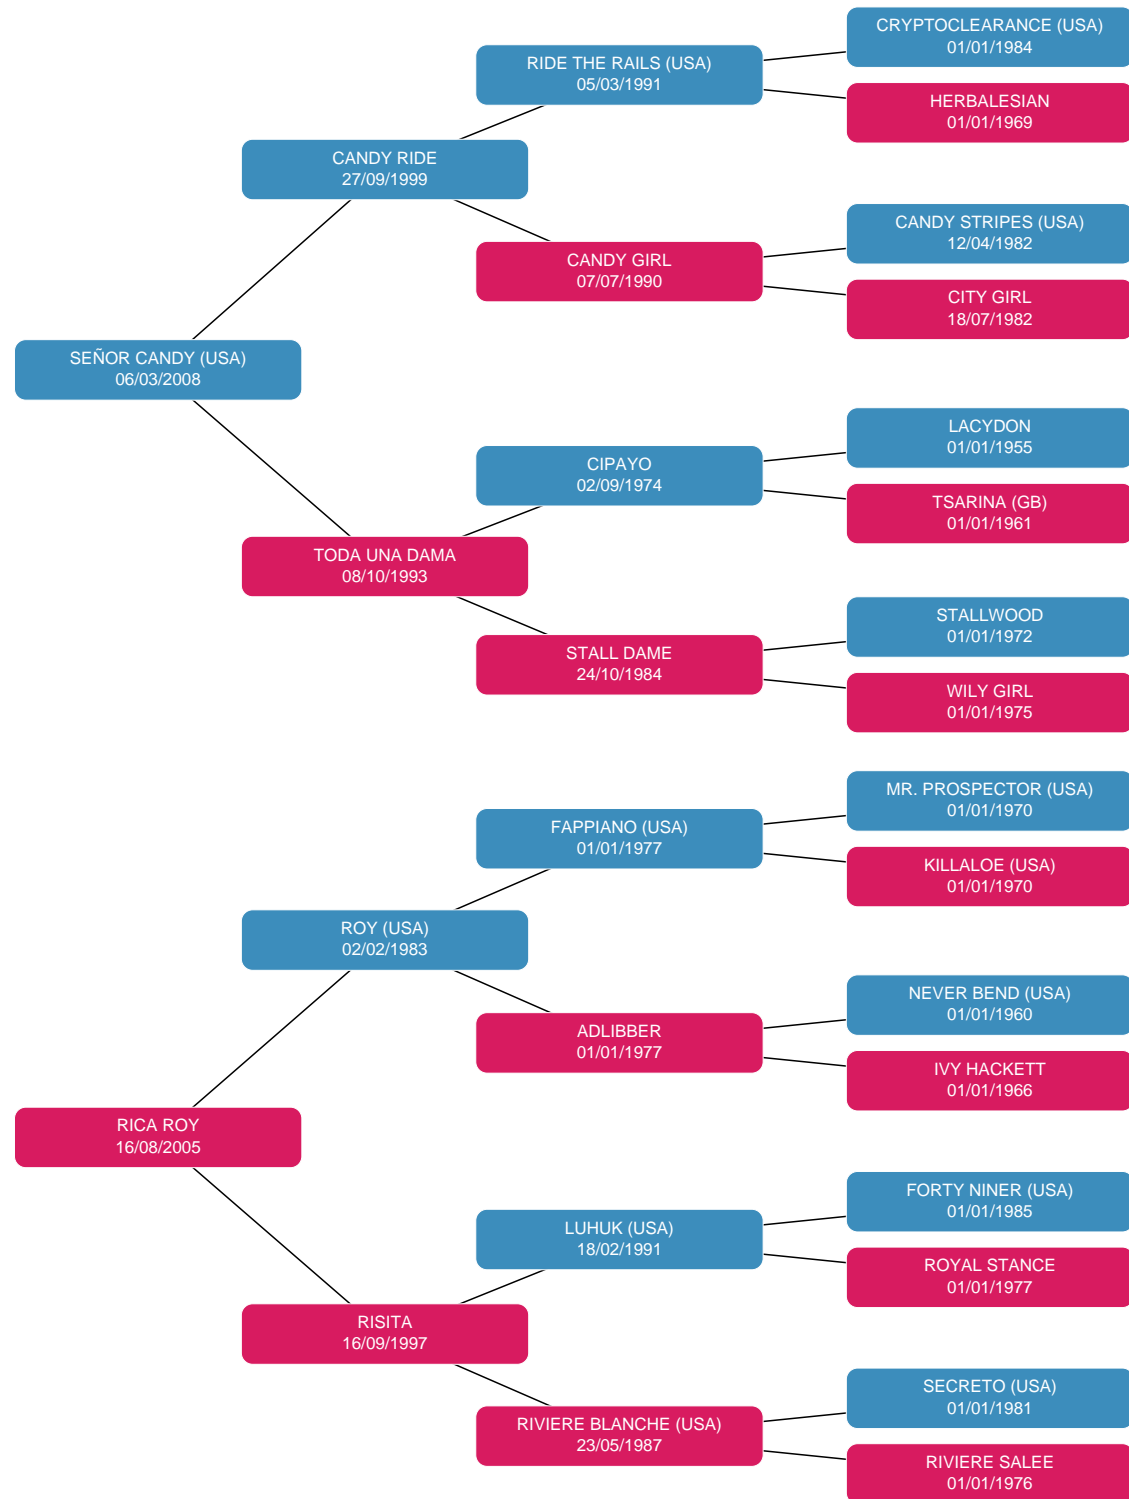 CRYPTOCLEARANCE (USA)
01/01/1984
RIDE THE RAILS (USA)
05/03/1991
HERBALESIAN
01/01/1969
CANDY RIDE
27/09/1999
CANDY STRIPES (USA)
12/04/1982
CANDY GIRL
07/07/1990
CITY GIRL
18/07/1982
SEÑOR CANDY (USA)
06/03/2008
LACYDON
01/01/1955
CIPAYO
02/09/1974
TSARINA (GB)
01/01/1961
TODA UNA DAMA
08/10/1993
STALLWOOD
01/01/1972
STALL DAME
24/10/1984
WILY GIRL
01/01/1975
MR. PROSPECTOR (USA)
01/01/1970
FAPPIANO (USA)
01/01/1977
KILLALOE (USA)
01/01/1970
ROY (USA)
02/02/1983
NEVER BEND (USA)
01/01/1960
ADLIBBER
01/01/1977
IVY HACKETT
01/01/1966
RICA ROY
16/08/2005
FORTY NINER (USA)
01/01/1985
LUHUK (USA)
18/02/1991
ROYAL STANCE
01/01/1977
RISITA
16/09/1997
SECRETO (USA)
01/01/1981
RIVIERE BLANCHE (USA)
23/05/1987
RIVIERE SALEE
01/01/1976